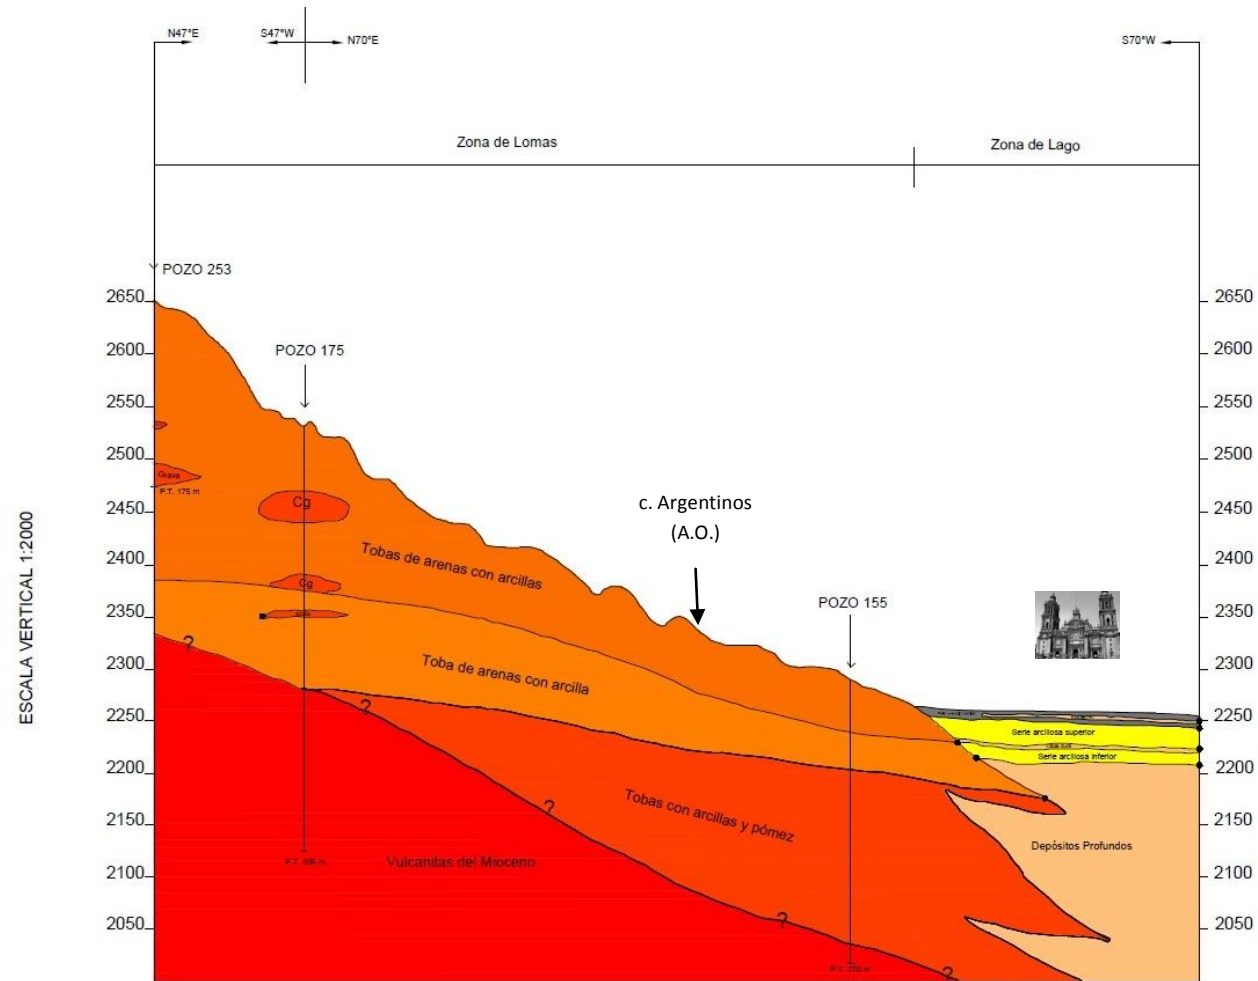 N47°E
S47°W
N70°E
S70°W
Zona de Lomas
Zona de Lago
POZO 253
2650
2650
POZO 175
2600
2600
2550
2550
2500
2500
Grava
P.T. 175 m
Cg
c. Argentinos
(A.O.)
2450
2450
ESCALA VERTICAL 1:2000
Tobas de arenas con arcillas
2400
2400
Cg
POZO 155
2350
2350
?
Toba de arenas con arcilla
2300
2300
?
2250
2250
Serie arcillosa superior
Serie arcillosa inferior
2200
2200
?
Tobas con arcillas y pómez
2150
2150
Depósitos Profundos
P.T.
m
Vulcanitas del Mioceno
2100
2100
?
2050
2050
P.T. 270 m
?